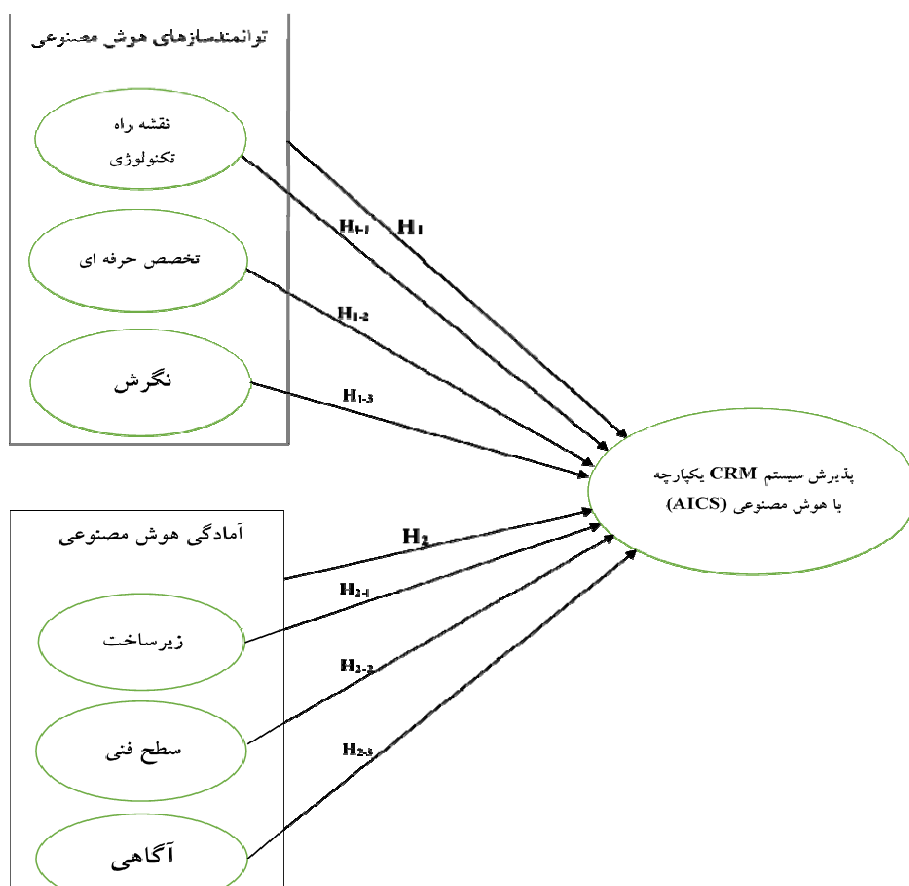 توانمندسازهای هوش مصنوعی
نقشه راه
تکنولوژی
تخصص حرفه ای
نگرش
H₁
H₁₋₁
H₁₋₂
H₁₋₃
پذیرش سیستم CRM یکپارچه
با هوش مصنوعی (AICS)
آمادگی هوش مصنوعی
زیرساخت
سطح فنی
آگاهی
H₂
H₂₋₁
H₂₋₂
H₂₋₃